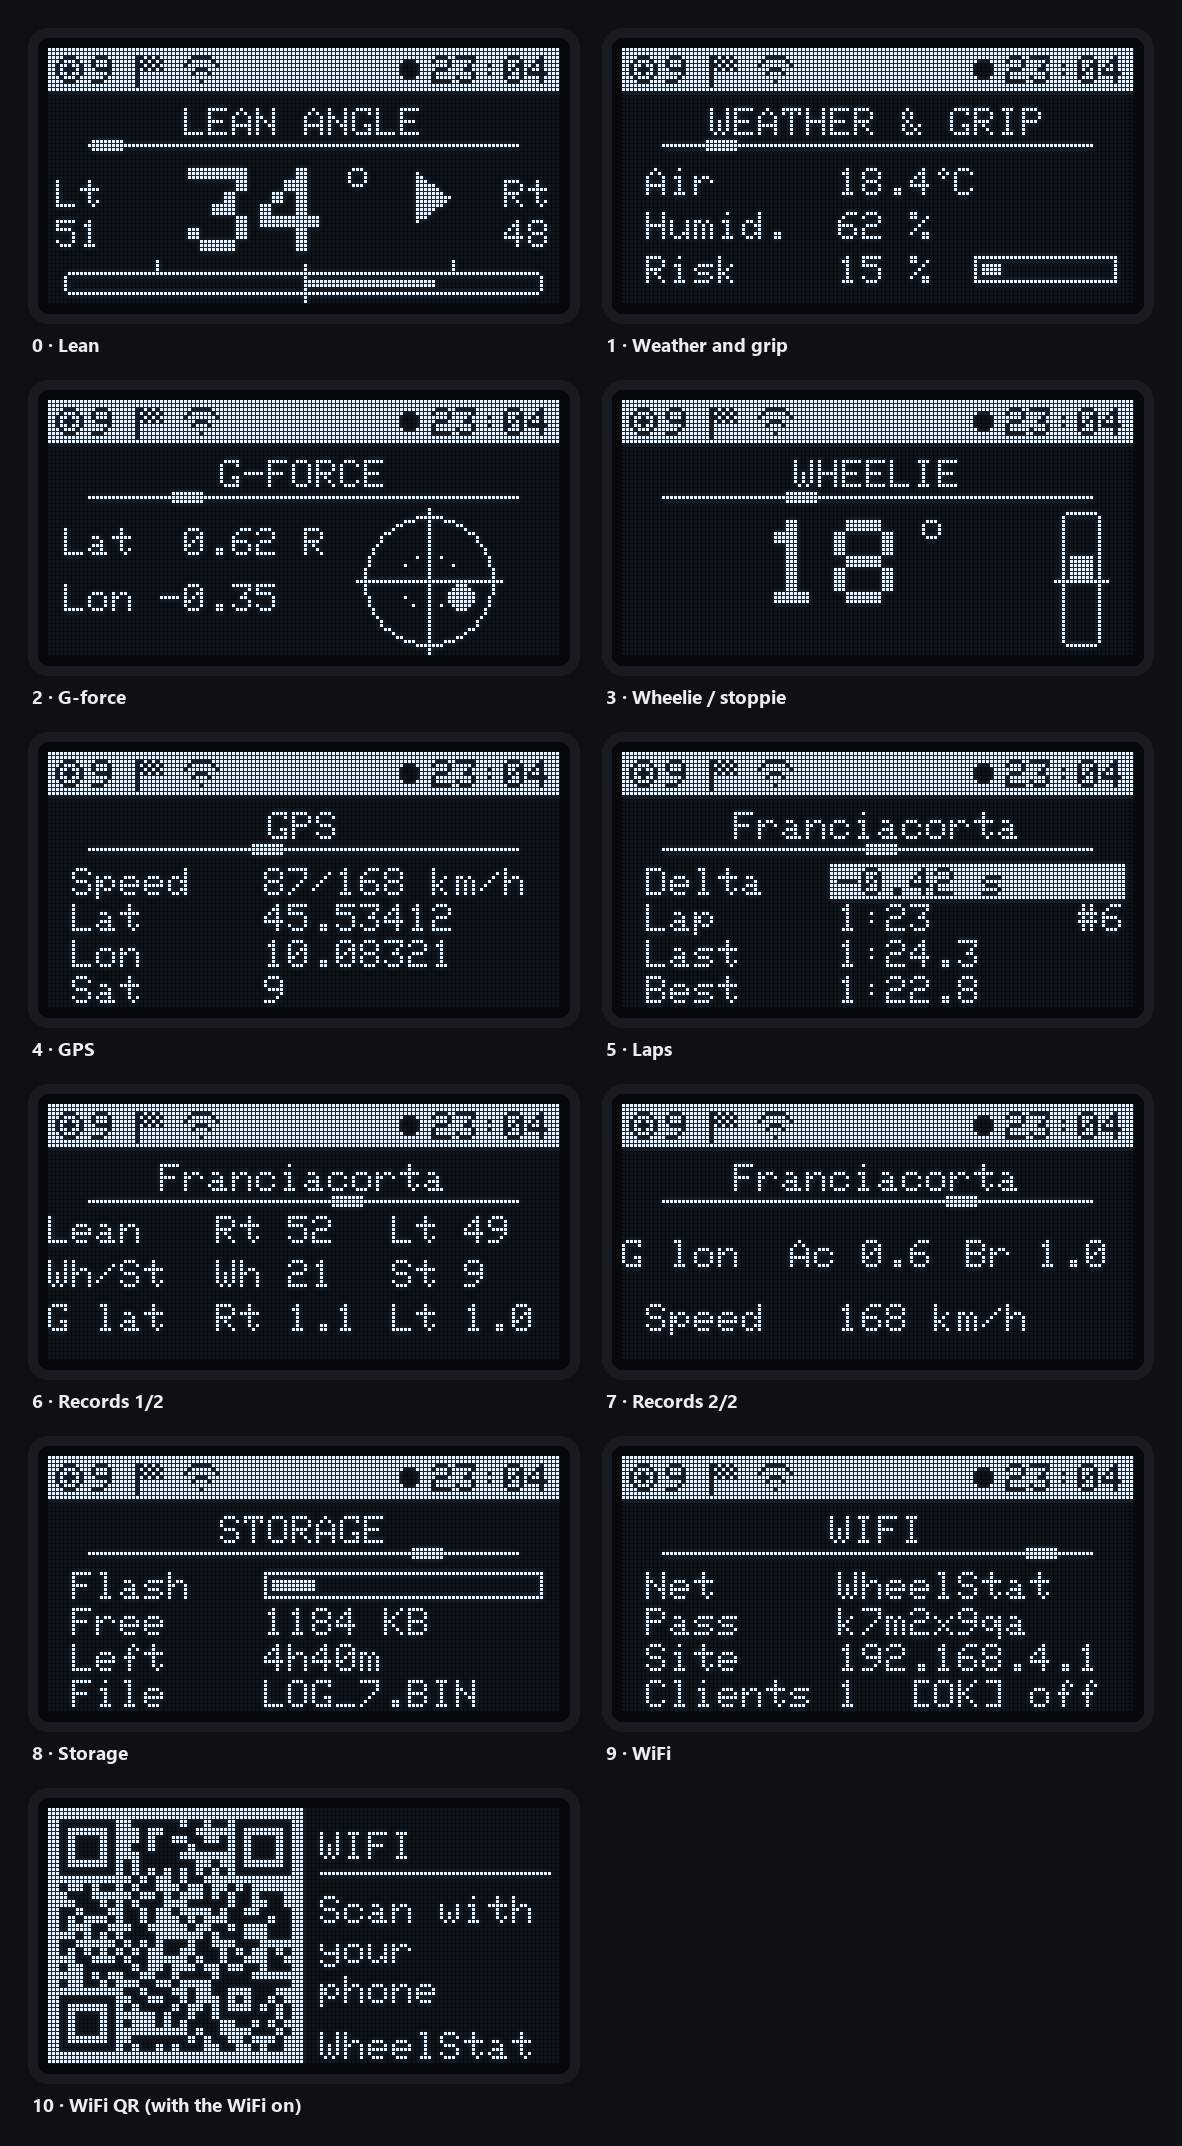 9 23:04
LEAN ANGLE
Lt 34° Rt
51 48
0 · Lean
9 23:04
WEATHER & GRIP
Air 18.4°C
Humid. 62 %
Risk 15 %
1 · Weather and grip
9 23:04
G-FORCE
Lat 0.62 R
Lon -0.35
2 · G-force
9 23:04
WHEELIE
18°
3 · Wheelie / stoppie
9 23:04
GPS
Speed 87/168 km/h
Lat 45.53412
Lon 10.08321
Sat 9
4 · GPS
9 23:04
Franciacorta
Delta -0.42 s
Lap 1:23 #6
Last 1:24.3
Best 1:22.8
5 · Laps
9 23:04
Franciacorta
Lean Rt 52 Lt 49
Wh/St Wh 21 St 9
G lat Rt 1.1 Lt 1.0
6 · Records 1/2
9 23:04
Franciacorta
G lon Ac 0.6 Br 1.0
Speed 168 km/h
7 · Records 2/2
9 23:04
STORAGE
Flash
Free 1184 KB
Left 4h40m
File LOG_7.BIN
8 · Storage
9 23:04
WIFI
Net WheelStat
Pass k7m2x9qa
Site 192.168.4.1
Clients 1 [OK] off
9 · WiFi
WIFI
Scan with
your
phone
WheelStat
10 · WiFi QR (with the WiFi on)